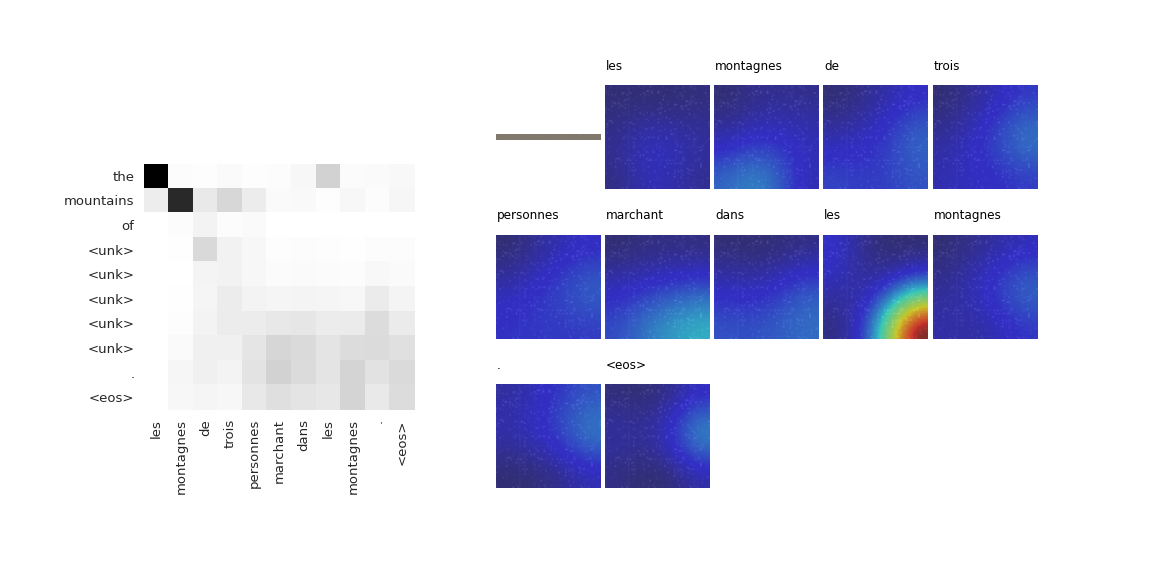 the
mountains
of
<unk>
<unk>
<unk>
<unk>
<unk>
.
<eos>
les
montagnes
de
trois
personnes
marchant
dans
les
montagnes
.
<eos>
les montagnes de trois
personnes marchant dans les montagnes
. <eos>